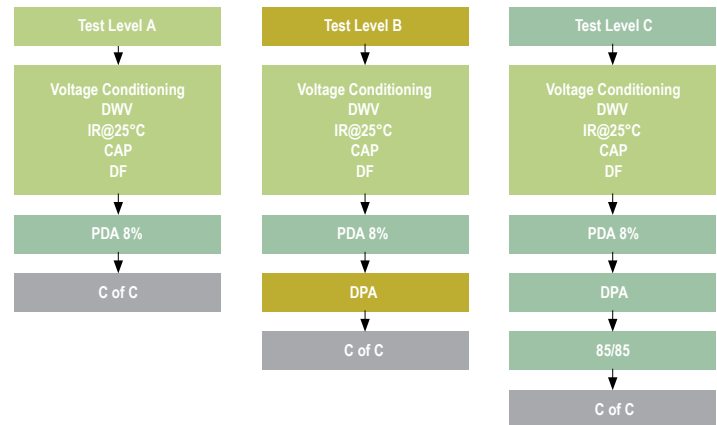 Test Level A
Voltage Conditioning
DWV
IR@25°C
CAP
DF
PDA 8%
C of C
Test Level B
Voltage Conditioning
DWV
IR@25°C
CAP
DF
PDA 8%
DPA
C of C
Test Level C
Voltage Conditioning
DWV
IR@25°C
CAP
DF
PDA 8%
DPA
85/85
C of C